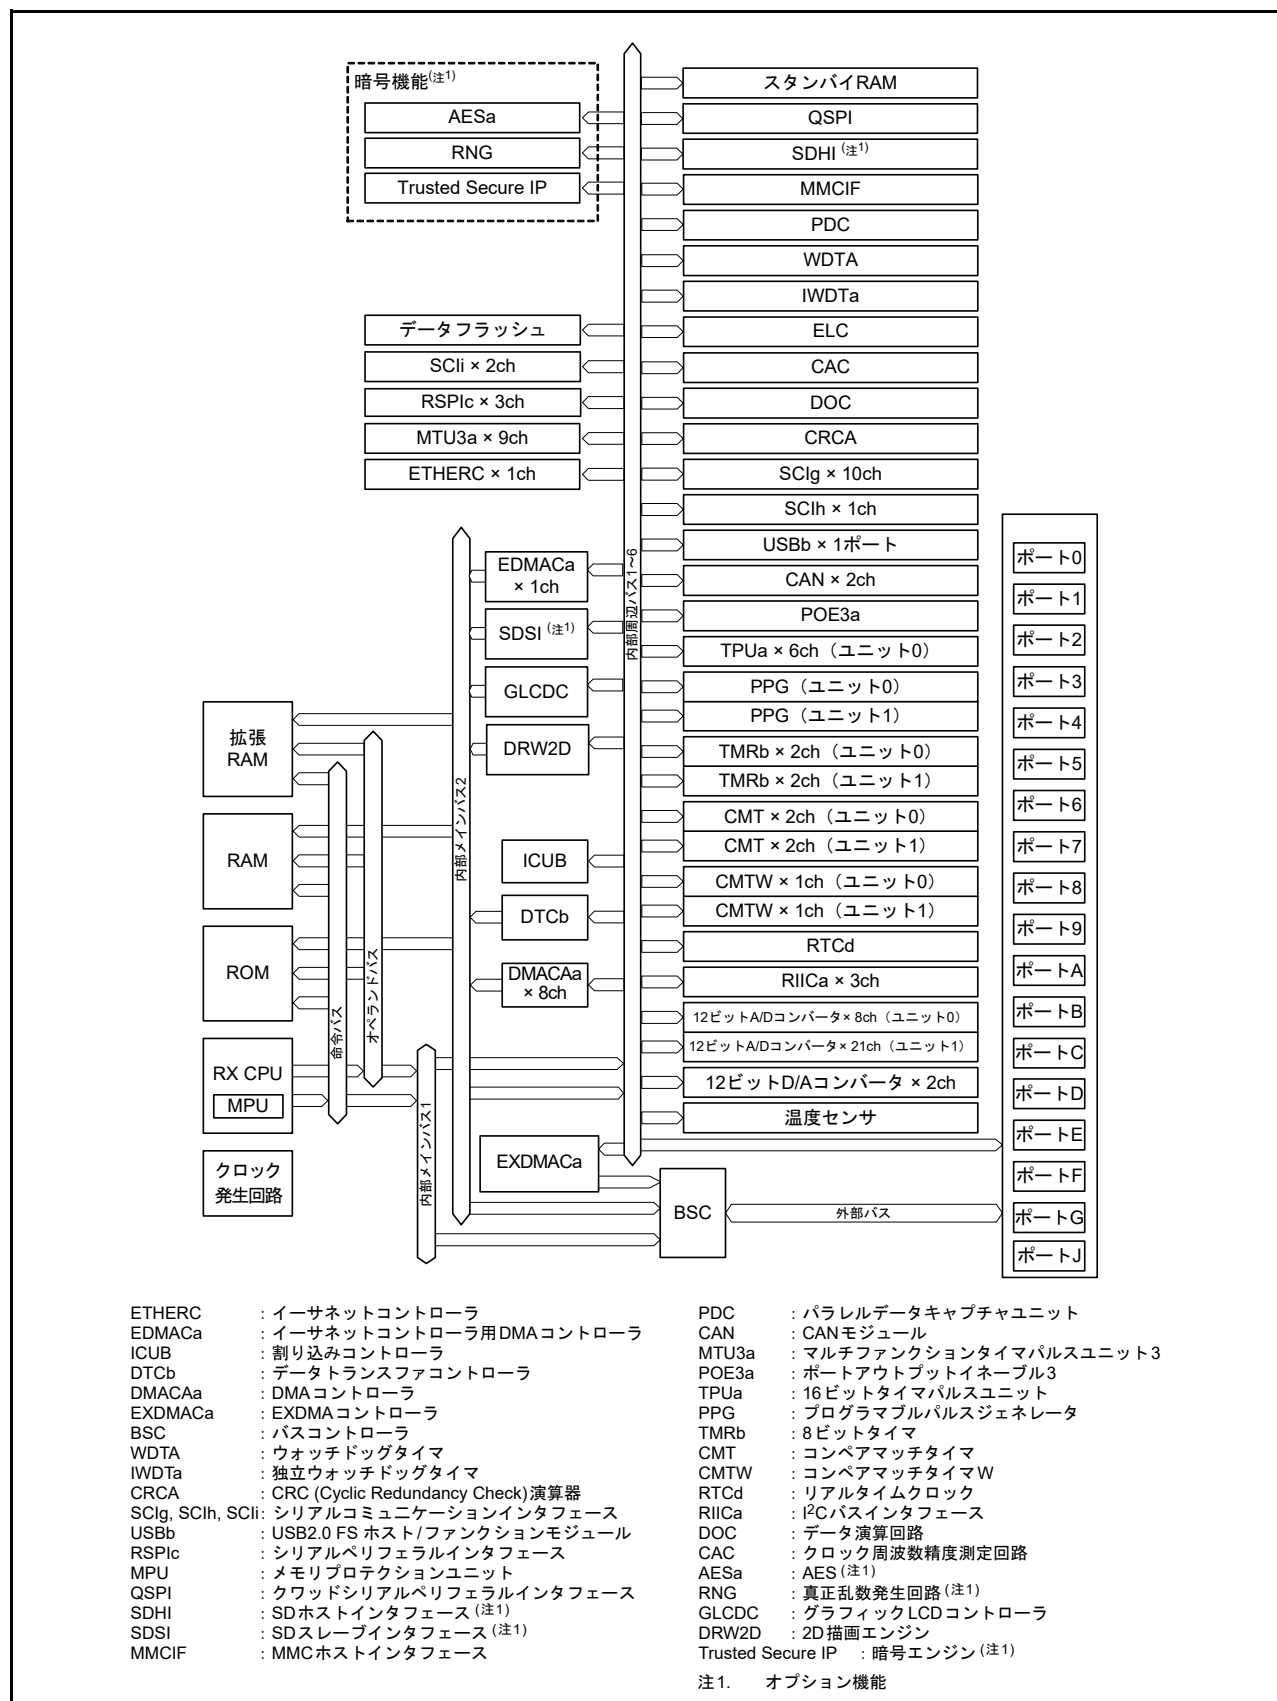 暗号機能(注1)
AESa
RNG
Trusted Secure IP
スタンバイRAM
QSPI
SDHI (注1)
MMCIF
PDC
WDTA
IWDTa
ELC
CAC
DOC
CRCA
SCIg × 10ch
SCIh × 1ch
USBb × 1ポート
CAN × 2ch
POE3a
TPUa × 6ch（ユニット0）
PPG（ユニット0）
PPG（ユニット1）
TMRb × 2ch（ユニット0）
TMRb × 2ch（ユニット1）
CMT × 2ch（ユニット0）
CMT × 2ch（ユニット1）
CMTW × 1ch（ユニット0）
CMTW × 1ch（ユニット1）
RTCd
RIICa × 3ch
12ビットA/Dコンバータ× 8ch（ユニット0）
12ビットA/Dコンバータ× 21ch（ユニット1）
12ビットD/Aコンバータ × 2ch
温度センサ
データフラッシュ
SCIi × 2ch
RSPIc × 3ch
MTU3a × 9ch
ETHERC × 1ch
内部周辺バス1～6
EDMACa
× 1ch
SDSI (注1)
GLCDC
DRW2D
ICUB
DTCb
DMACAa
× 8ch
EXDMACa
BSC
外部バス
内部メインバス2
内部メインバス1
オペランドバス
命令バス
拡張
RAM
RAM
ROM
RX CPU
MPU
クロック
発生回路
ポート0
ポート1
ポート2
ポート3
ポート4
ポート5
ポート6
ポート7
ポート8
ポート9
ポートA
ポートB
ポートC
ポートD
ポートE
ポートF
ポートG
ポートJ
ETHERC : イーサネットコントローラ
EDMACa : イーサネットコントローラ用DMAコントローラ
ICUB : 割り込みコントローラ
DTCb : データトランスファコントローラ
DMACAa : DMAコントローラ
EXDMACa : EXDMAコントローラ
BSC : バスコントローラ
WDTA : ウォッチドッグタイマ
IWDTa : 独立ウォッチドッグタイマ
CRCA : CRC (Cyclic Redundancy Check)演算器
SCIg, SCIh, SCIi : シリアルコミュニケーションインタフェース
USBb : USB2.0 FS ホスト/ファンクションモジュール
RSPIc : シリアルペリフェラルインタフェース
MPU : メモリプロテクションユニット
QSPI : クワッドシリアルペリフェラルインタフェース
SDHI : SDホストインタフェース(注1)
SDSI : SDスレーブインタフェース(注1)
MMCIF : MMCホストインタフェース
PDC : パラレルデータキャプチャユニット
CAN : CANモジュール
MTU3a : マルチファンクションタイマパルスユニット3
POE3a : ポートアウトプットイネーブル3
TPUa : 16ビットタイマパルスユニット
PPG : プログラマブルパルスジェネレータ
TMRb : 8ビットタイマ
CMT : コンペアマッチタイマ
CMTW : コンペアマッチタイマW
RTCd : リアルタイムクロック
RIICa : I²Cバスインタフェース
DOC : データ演算回路
CAC : クロック周波数精度測定回路
AESa : AES(注1)
RNG : 真正乱数発生回路(注1)
GLCDC : グラフィックLCDコントローラ
DRW2D : 2D描画エンジン
Trusted Secure IP : 暗号エンジン(注1)
注1. オプション機能